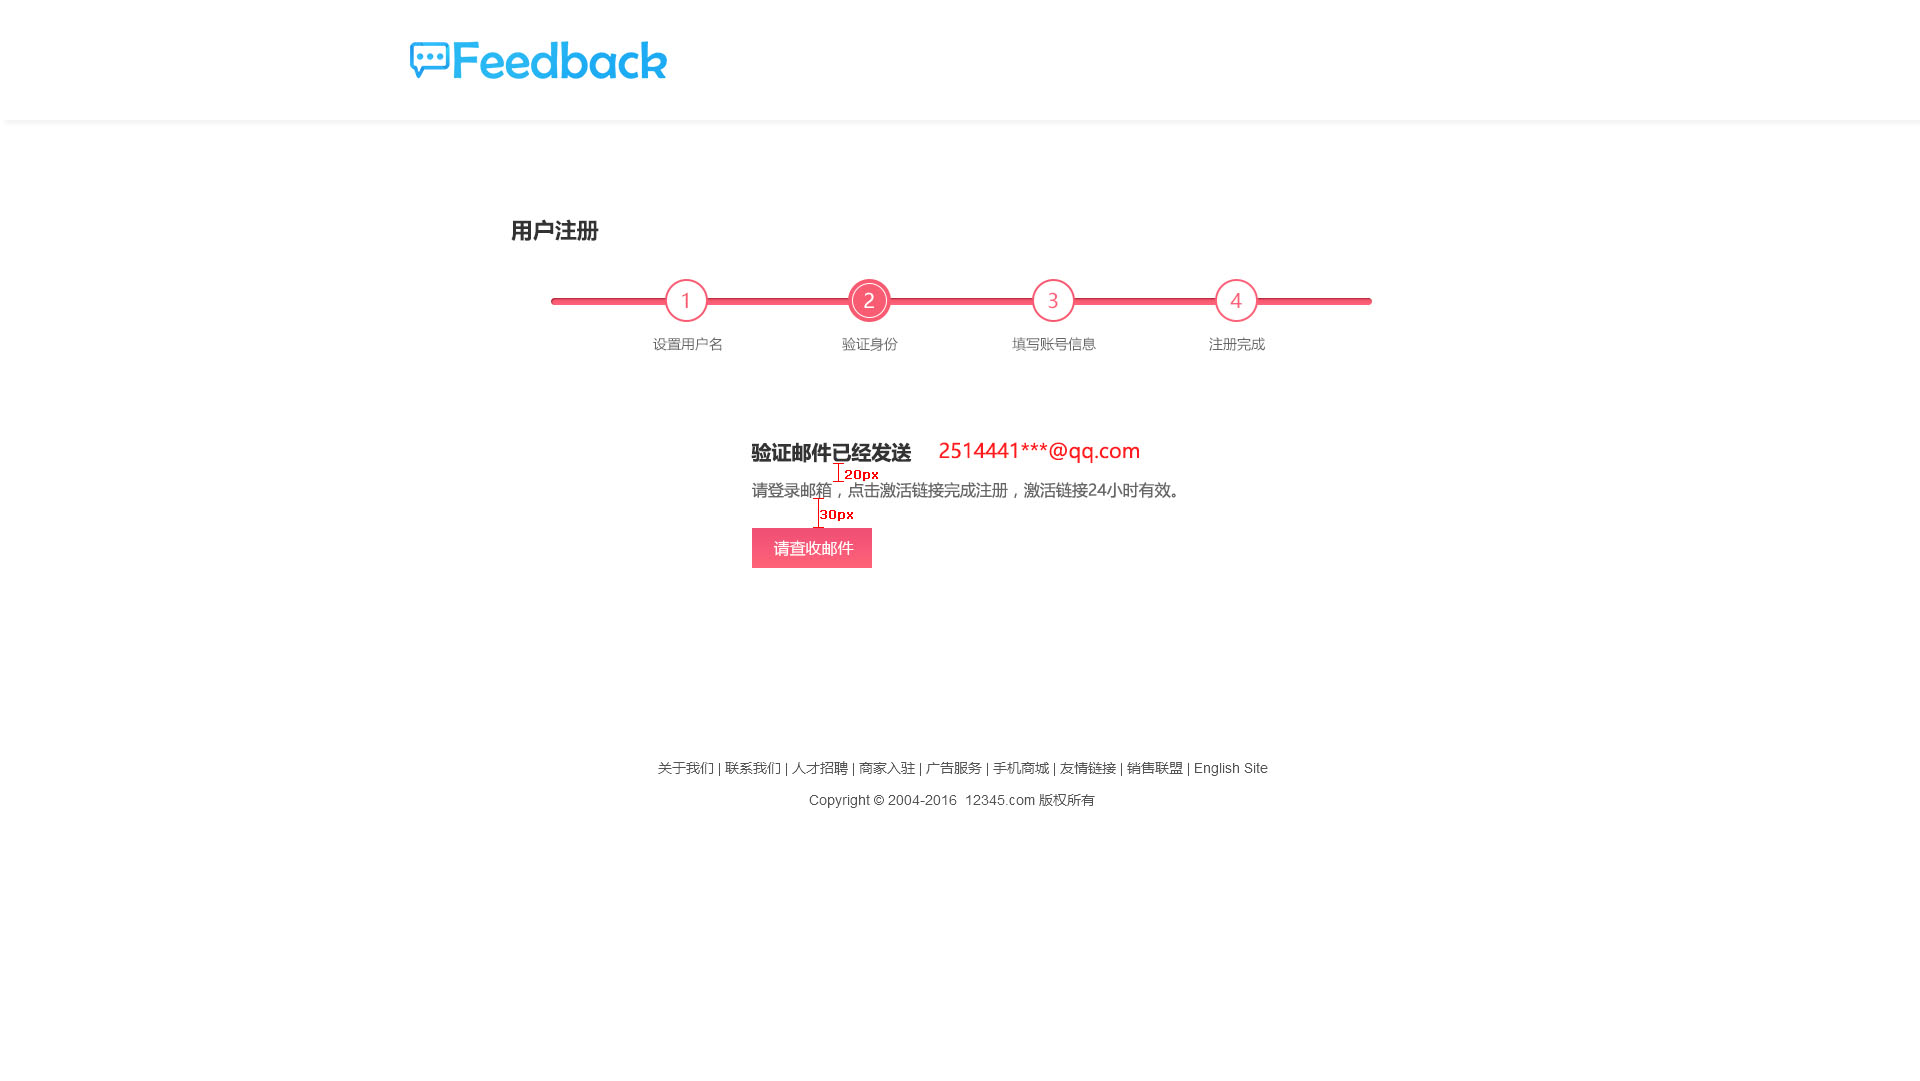 Feedback
用户注册
1 2 3 4
设置用户名 验证身份 填写账号信息 注册完成
验证邮件已经发送 2514441***@qq.com
20px
请登录邮箱，点击激活链接完成注册，激活链接24小时有效。
30px
请查收邮件
关于我们 | 联系我们 | 人才招聘 | 商家入驻 | 广告服务 | 手机商城 | 友情链接 | 销售联盟 | English Site
Copyright © 2004-2016  12345.com 版权所有